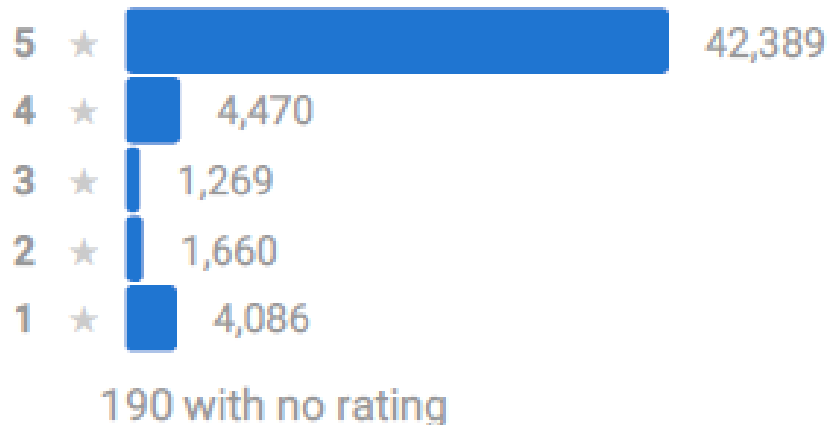 5 ★ 42,389
4 ★ 4,470
3 ★ 1,269
2 ★ 1,660
1 ★ 4,086
190 with no rating